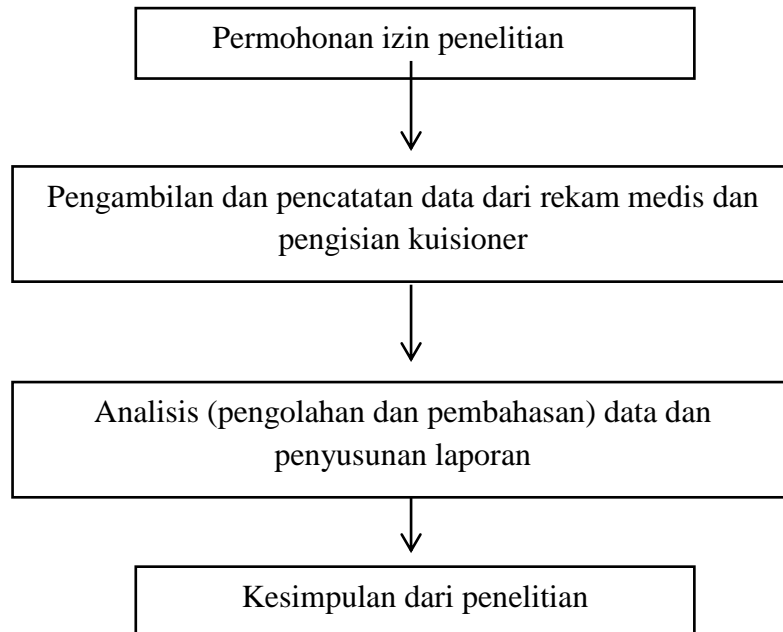 Permohonan izin penelitian
Pengambilan dan pencatatan data dari rekam medis dan
pengisian kuisioner
Analisis (pengolahan dan pembahasan) data dan
penyusunan laporan
Kesimpulan dari penelitian